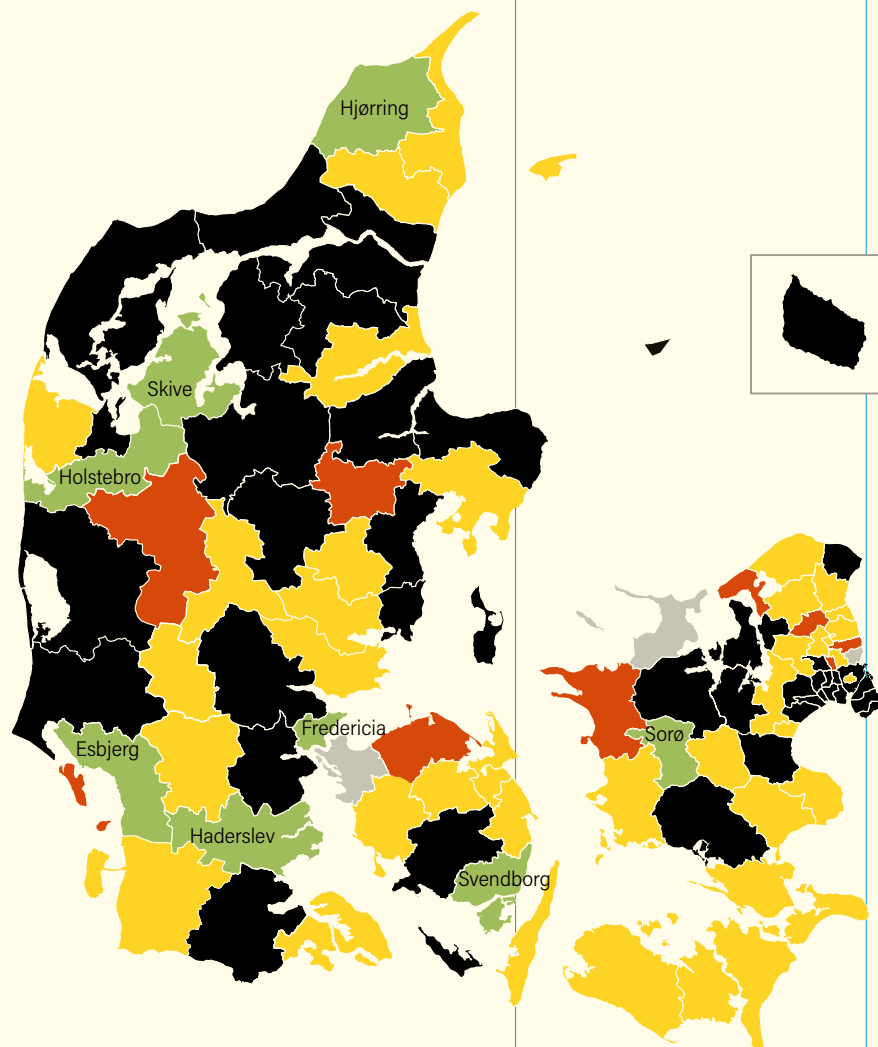 Hjørring
Skive
Holstebro
Fredericia
Sorø
Esbjerg
Haderslev
Svendborg